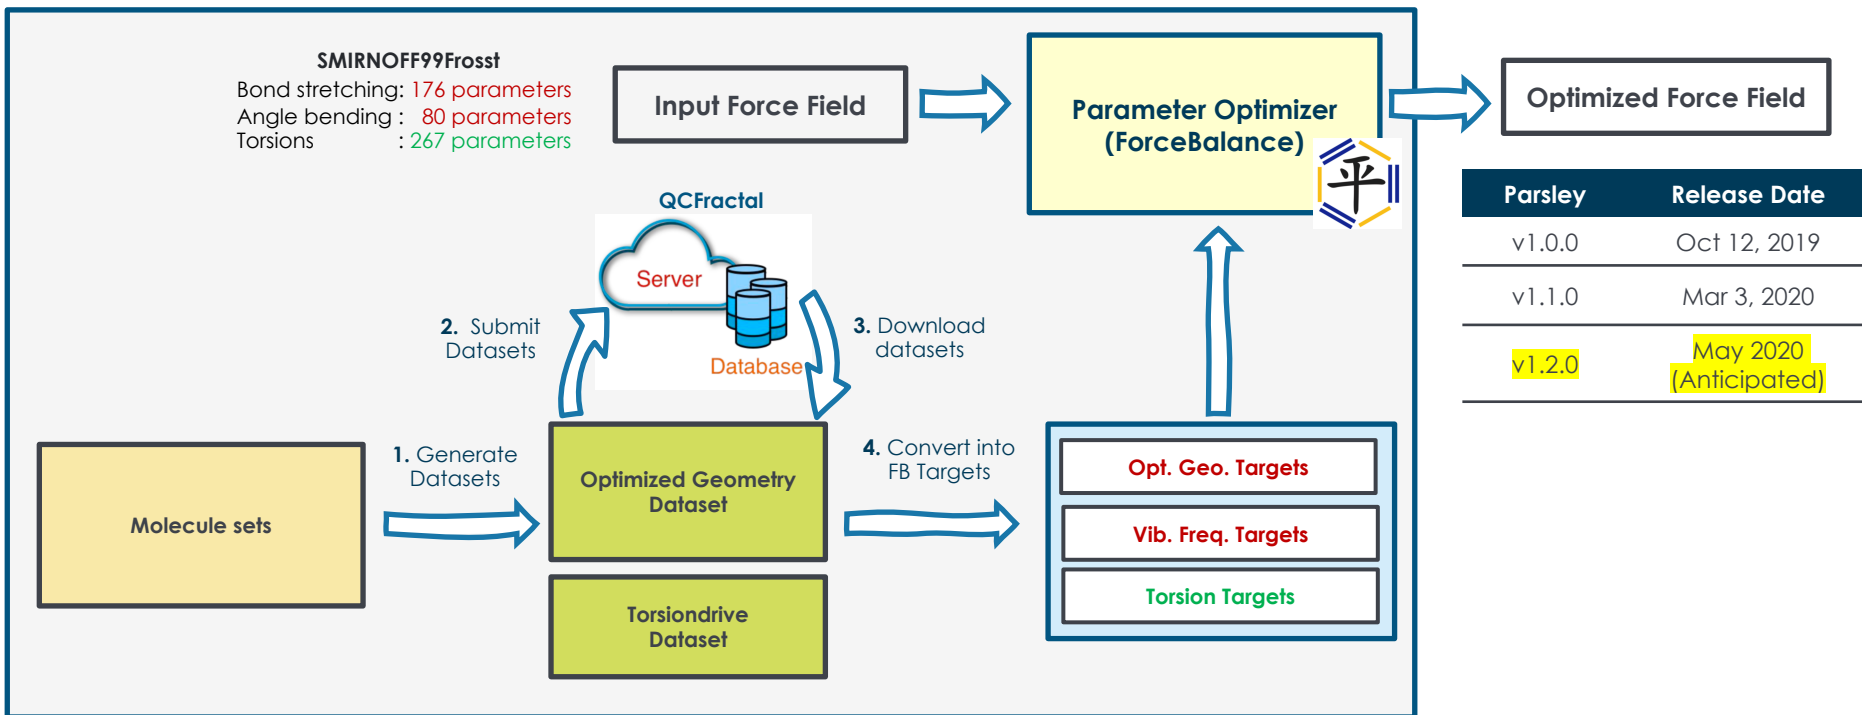 SMIRNOFF99Frosst
Bond stretching: 176 parameters
Angle bending : 80 parameters
Torsions : 267 parameters
Input Force Field
Parameter Optimizer
(ForceBalance)
平
Optimized Force Field
Parsley Release Date
v1.0.0 Oct 12, 2019
v1.1.0 Mar 3, 2020
v1.2.0 May 2020
(Anticipated)
QCFractal
Server
Database
2. Submit
Datasets
3. Download
datasets
Molecule sets
1. Generate
Datasets
Optimized Geometry
Dataset
Torsiondrive
Dataset
4. Convert into
FB Targets
Opt. Geo. Targets
Vib. Freq. Targets
Torsion Targets